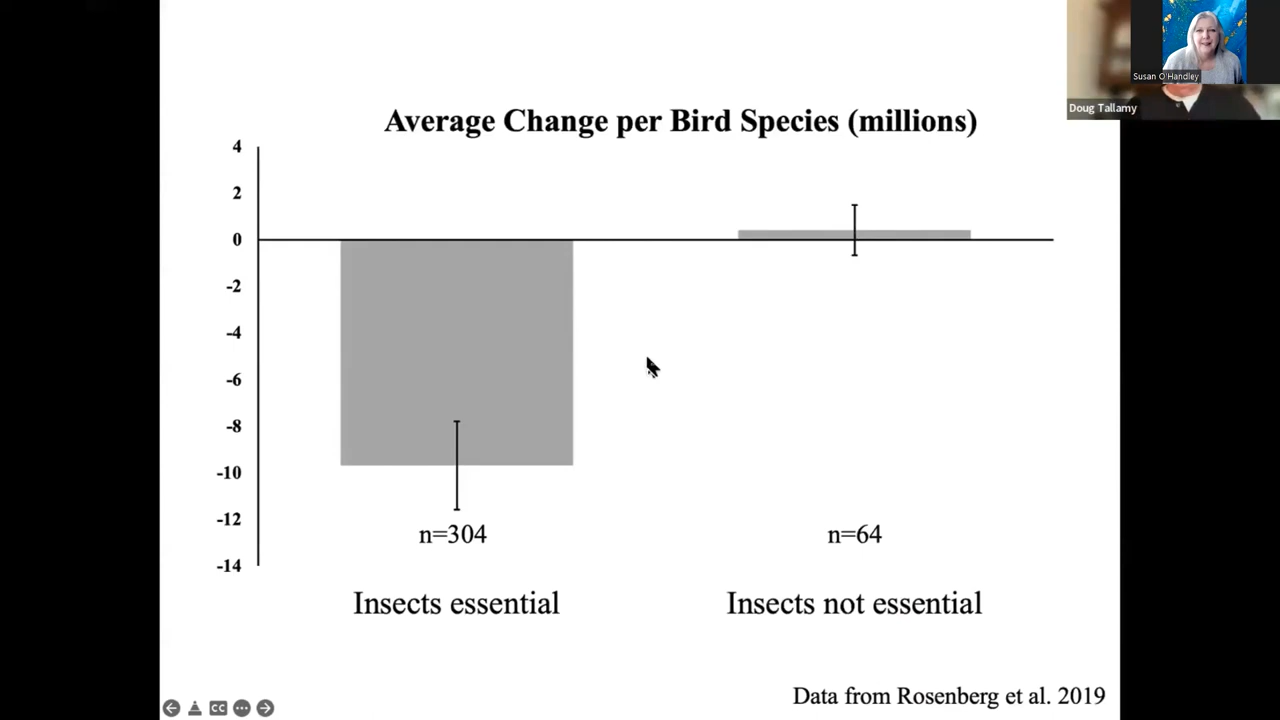 Susan O'Handley
Doug Tallamy
Average Change per Bird Species (millions)
4
2
0
-2
-4
-6
-8
-10
-12
-14
n=304
n=64
Insects essential
Insects not essential
Data from Rosenberg et al. 2019
CC